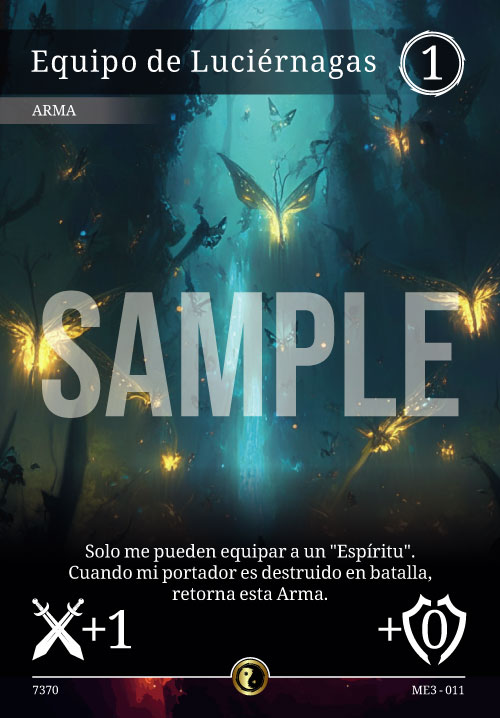 Equipo de Luciérnagas 1
ARMA
SAMPLE
Solo me pueden equipar a un "Espíritu".
Cuando mi portador es destruido en batalla,
retorna esta Arma.
+1 +0
7370 ME3 - 011